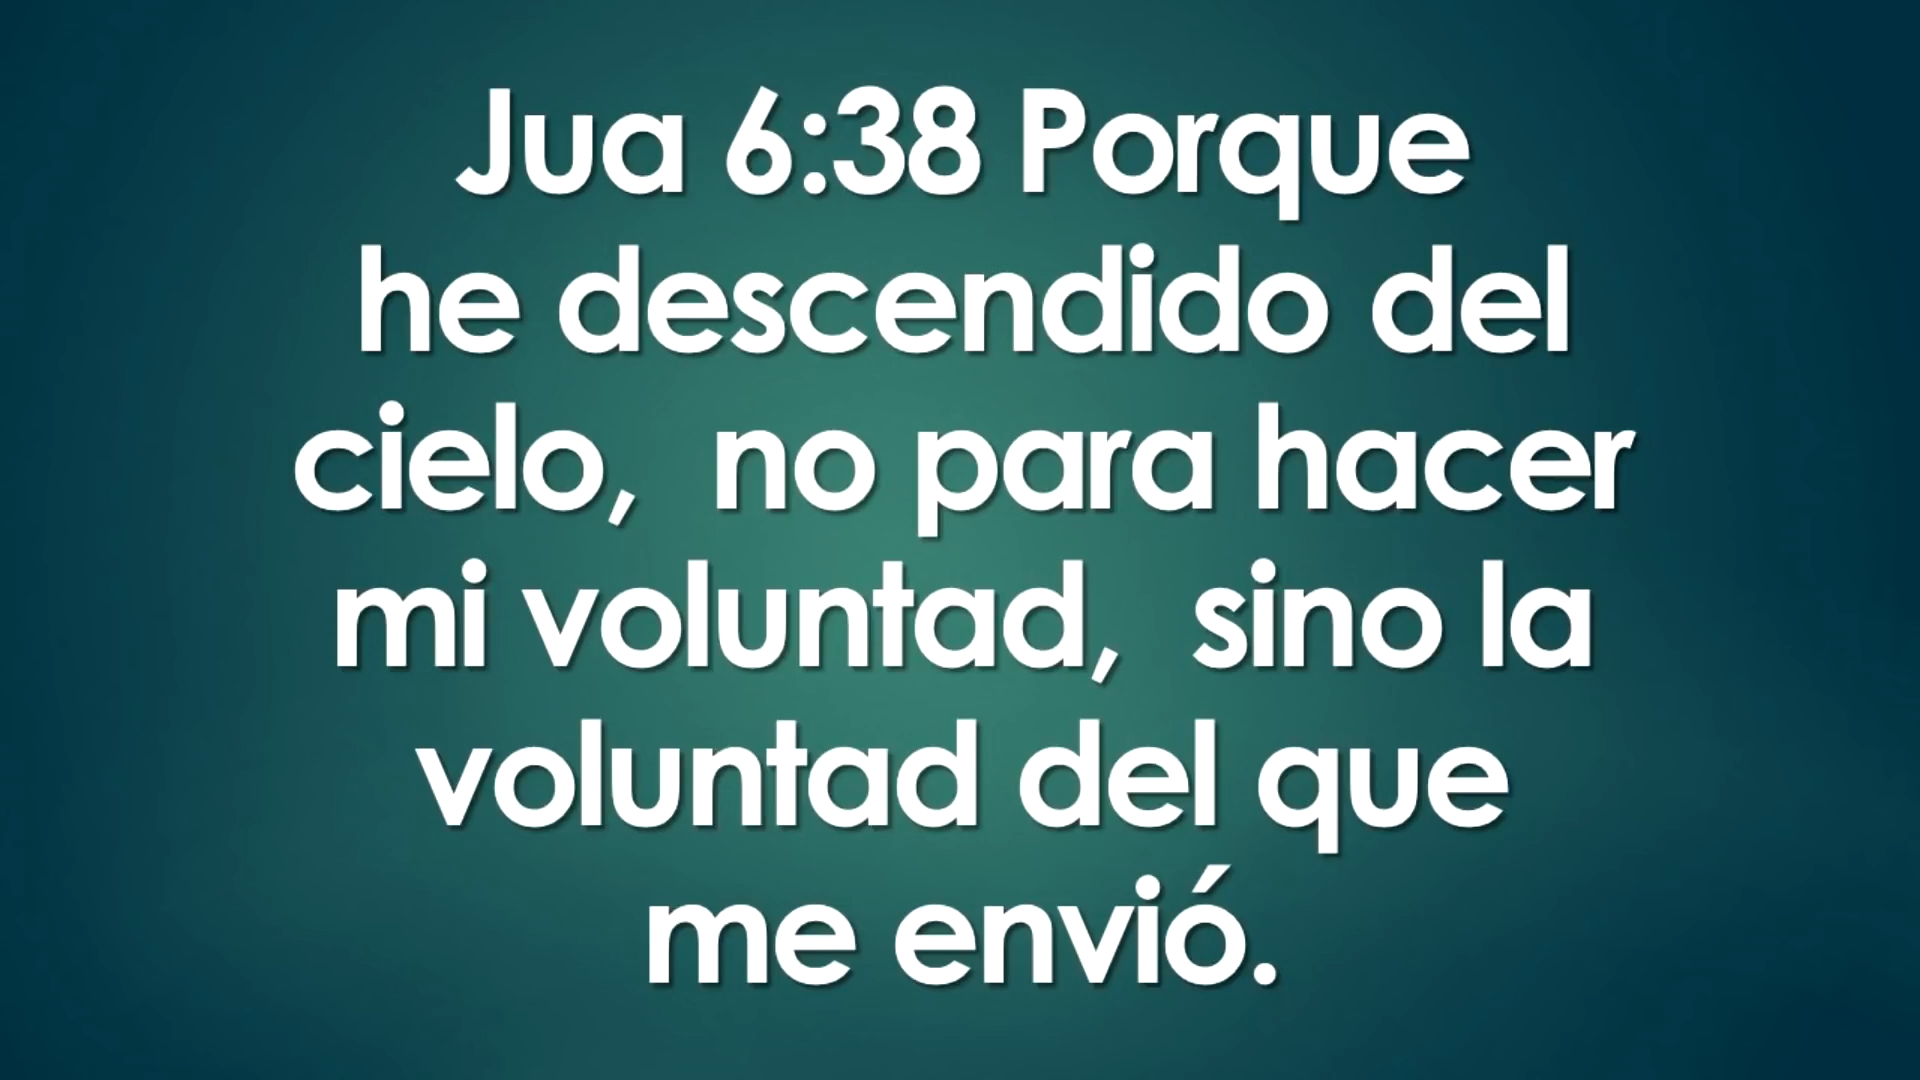 Jua 6:38 Porque
he descendido del
cielo,  no para hacer
mi voluntad,  sino la
voluntad del que
me envió.